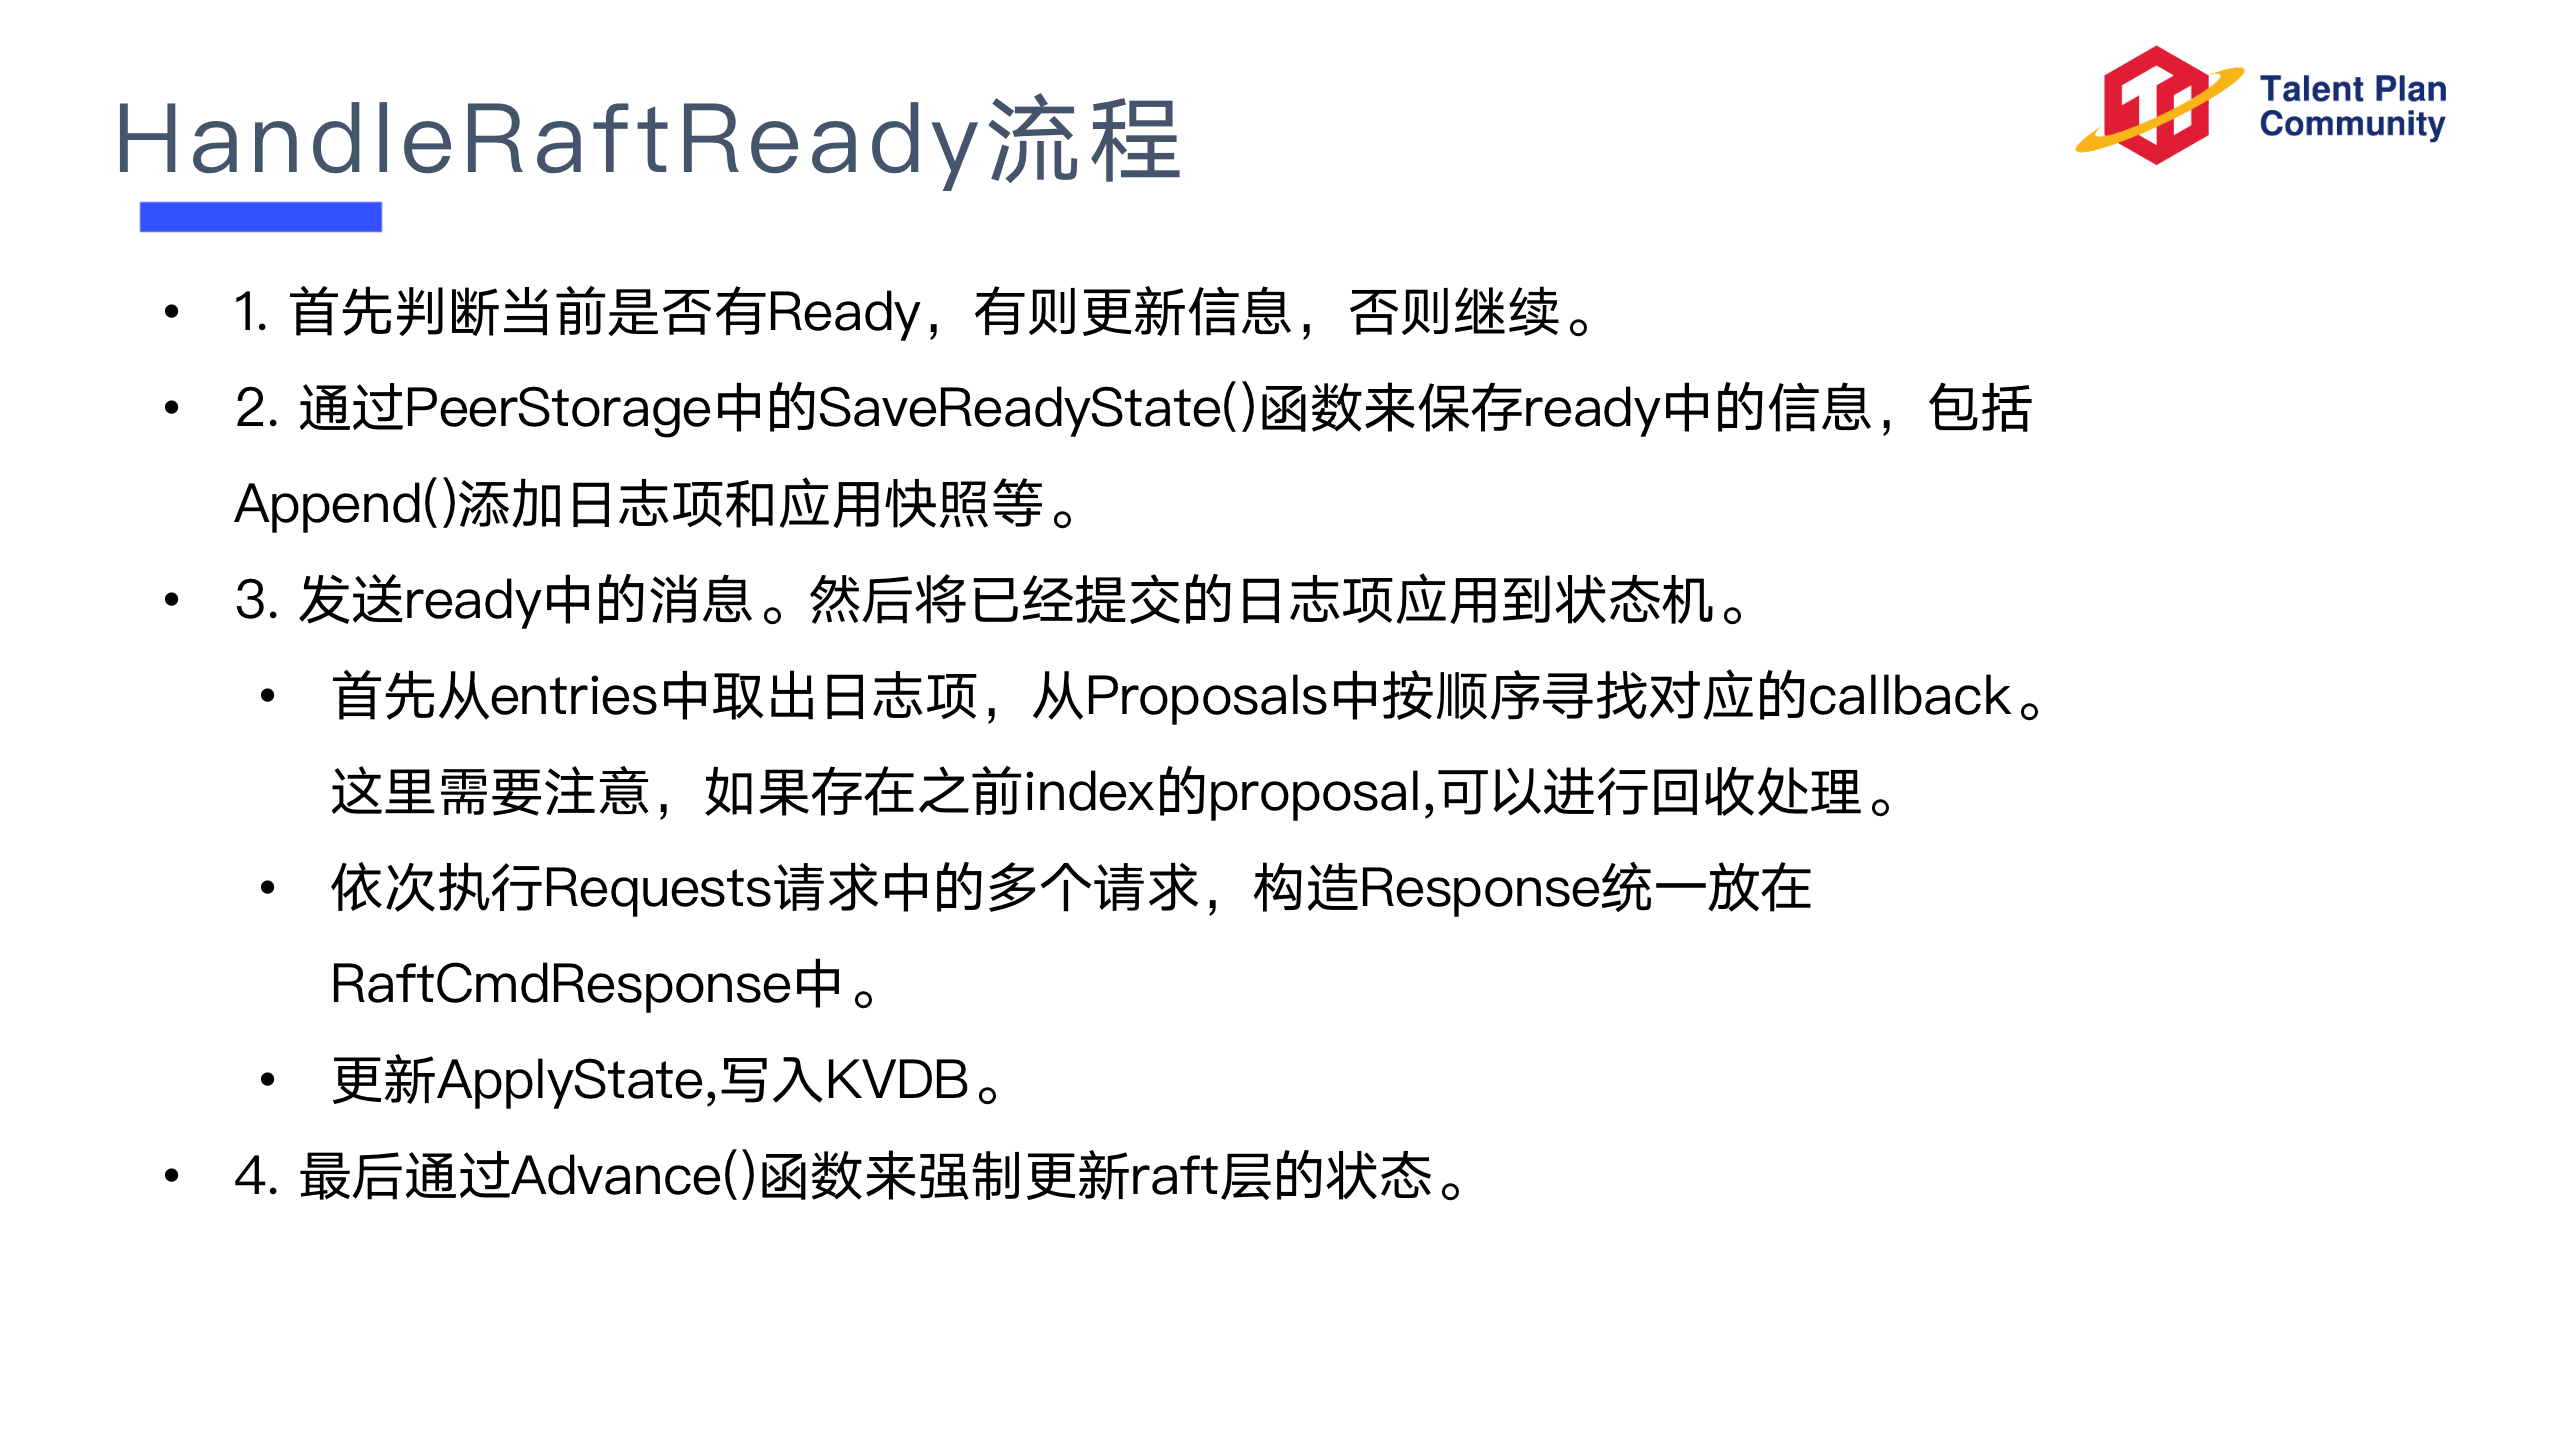 HandleRaftReady流程
Talent Plan
Community
• 1. 首先判断当前是否有Ready，有则更新信息，否则继续。
• 2. 通过PeerStorage中的SaveReadyState()函数来保存ready中的信息，包括
Append()添加日志项和应用快照等。
• 3. 发送ready中的消息。然后将已经提交的日志项应用到状态机。
• 首先从entries中取出日志项，从Proposals中按顺序寻找对应的callback。
这里需要注意，如果存在之前index的proposal,可以进行回收处理。
• 依次执行Requests请求中的多个请求，构造Response统一放在
RaftCmdResponse中。
• 更新ApplyState,写入KVDB。
• 4. 最后通过Advance()函数来强制更新raft层的状态。